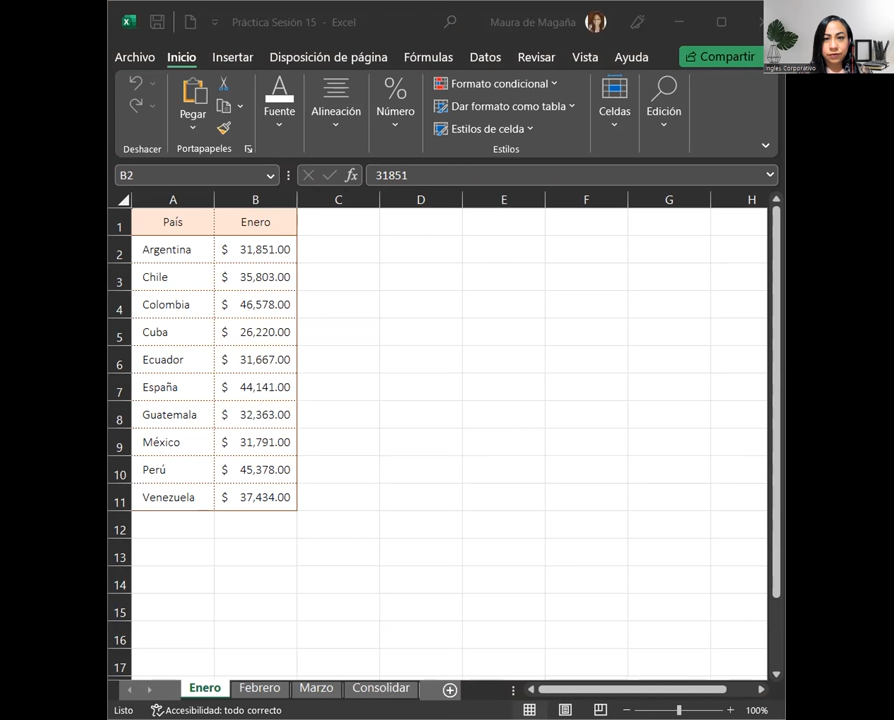 Práctica Sesión 15 - Excel
Maura de Magaña
Archivo Inicio Insertar Disposición de página Fórmulas Datos Revisar Vista Ayuda Compartir
Inglés Corporativo
Pegar
Fuente
Alineación
%
Número
Formato condicional
Dar formato como tabla
Estilos de celda
Celdas
Edición
Deshacer
Portapapeles
Estilos
B2
fx
31851
A B C D E F G H
1 País Enero
2 Argentina $ 31,851.00
3 Chile $ 35,803.00
4 Colombia $ 46,578.00
5 Cuba $ 26,220.00
6 Ecuador $ 31,667.00
7 España $ 44,141.00
8 Guatemala $ 32,363.00
9 México $ 31,791.00
10 Perú $ 45,378.00
11 Venezuela $ 37,434.00
12
13
14
15
16
17
Enero Febrero Marzo Consolidar
Listo Accesibilidad: todo correcto 100%